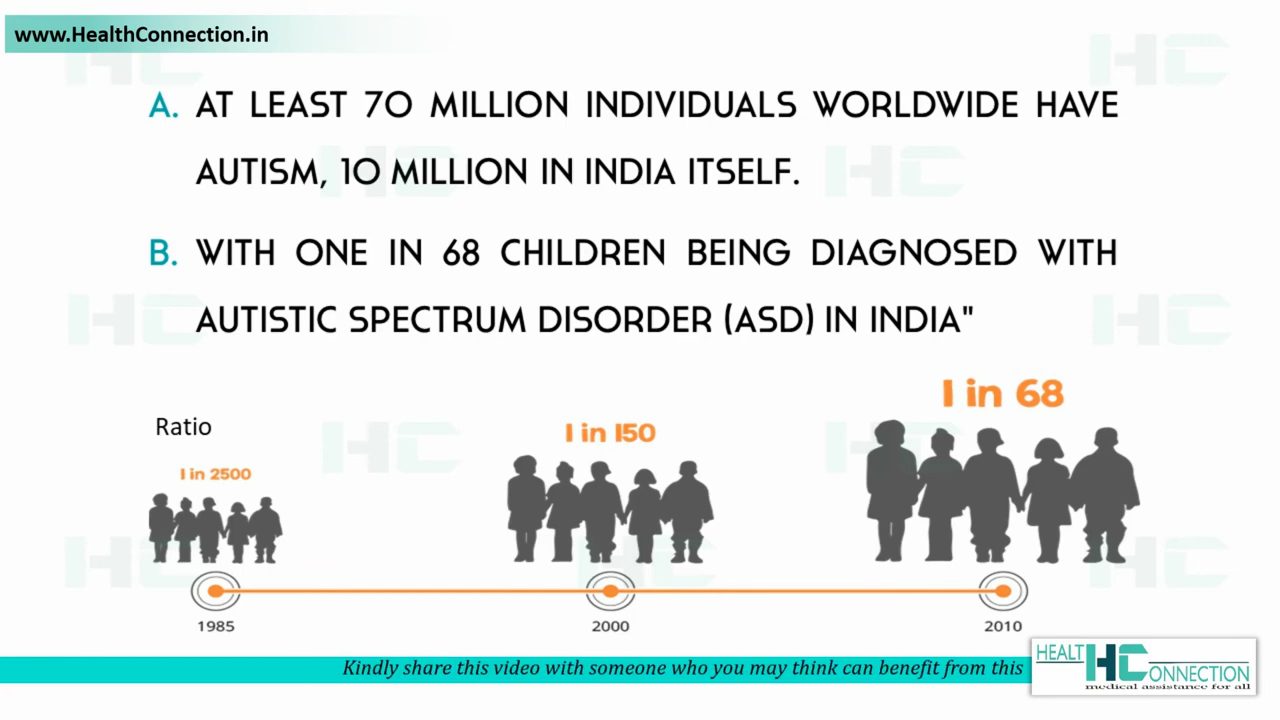 www.HealthConnection.in
A. AT LEAST 70 MILLION INDIVIDUALS WORLDWIDE HAVE
AUTISM, 10 MILLION IN INDIA ITSELF.
B. WITH ONE IN 68 CHILDREN BEING DIAGNOSED WITH
AUTISTIC SPECTRUM DISORDER (ASD) IN INDIA"
Ratio
1 in 2500
1 in 150
1 in 68
1985
2000
2010
Kindly share this video with someone who you may think can benefit from this
HEALTH CONNECTION
medical assistance for all